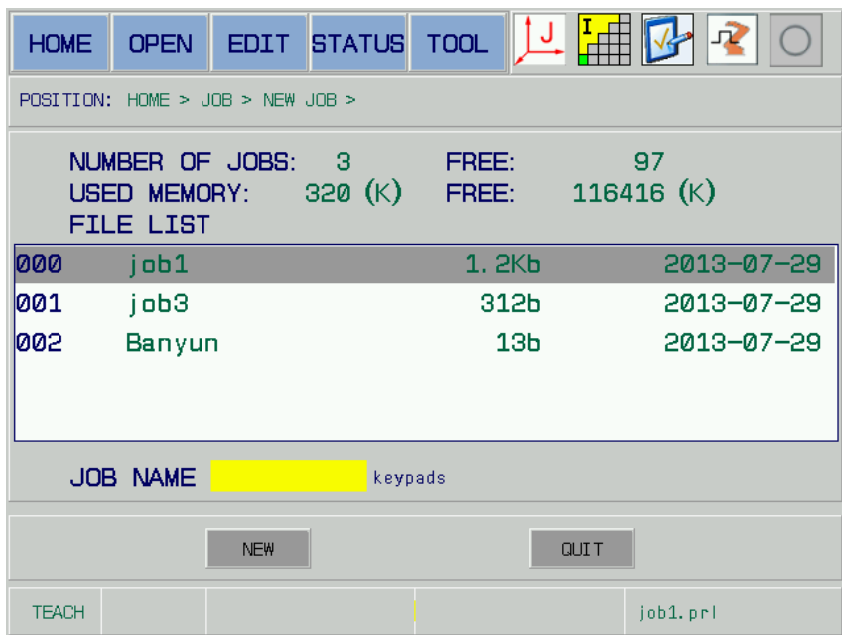 HOME OPEN EDIT STATUS TOOL J I
POSITION: HOME > JOB > NEW JOB >
NUMBER OF JOBS: 3 FREE: 97
USED MEMORY: 320 (K) FREE: 116416 (K)
FILE LIST
000 job1 1.2Kb 2013-07-29
001 job3 312b 2013-07-29
002 Banyun 13b 2013-07-29
JOB NAME keypads
NEW QUIT
TEACH job1.prl